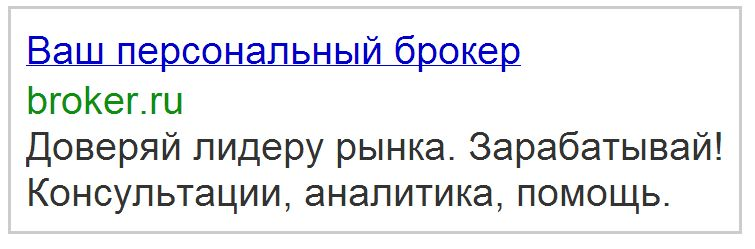 Ваш персональный брокер
broker.ru
Доверяй лидеру рынка. Зарабатывай!
Консультации, аналитика, помощь.